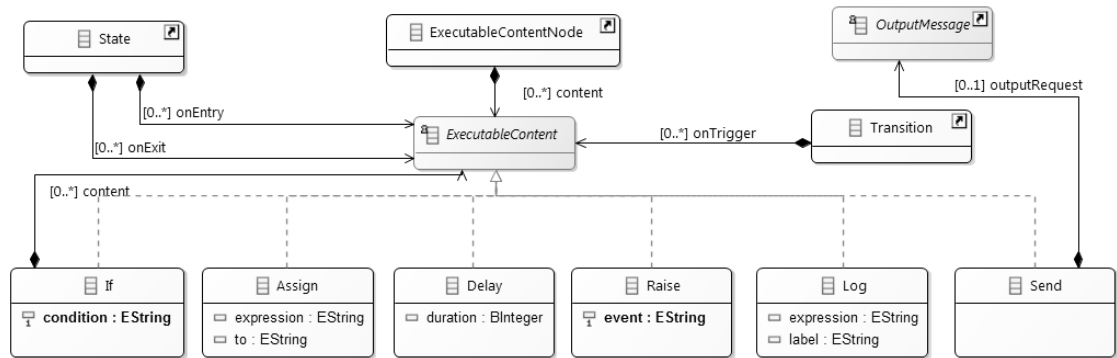 State
ExecutableContentNode
OutputMessage
[0..*] onEntry
[0..*] content
[0..1] outputRequest
ExecutableContent
[0..*] onTrigger
Transition
[0..*] onExit
[0..*] content
If
condition : EString
Assign
expression : EString
to : EString
Delay
duration : BInteger
Raise
event : EString
Log
expression : EString
label : EString
Send